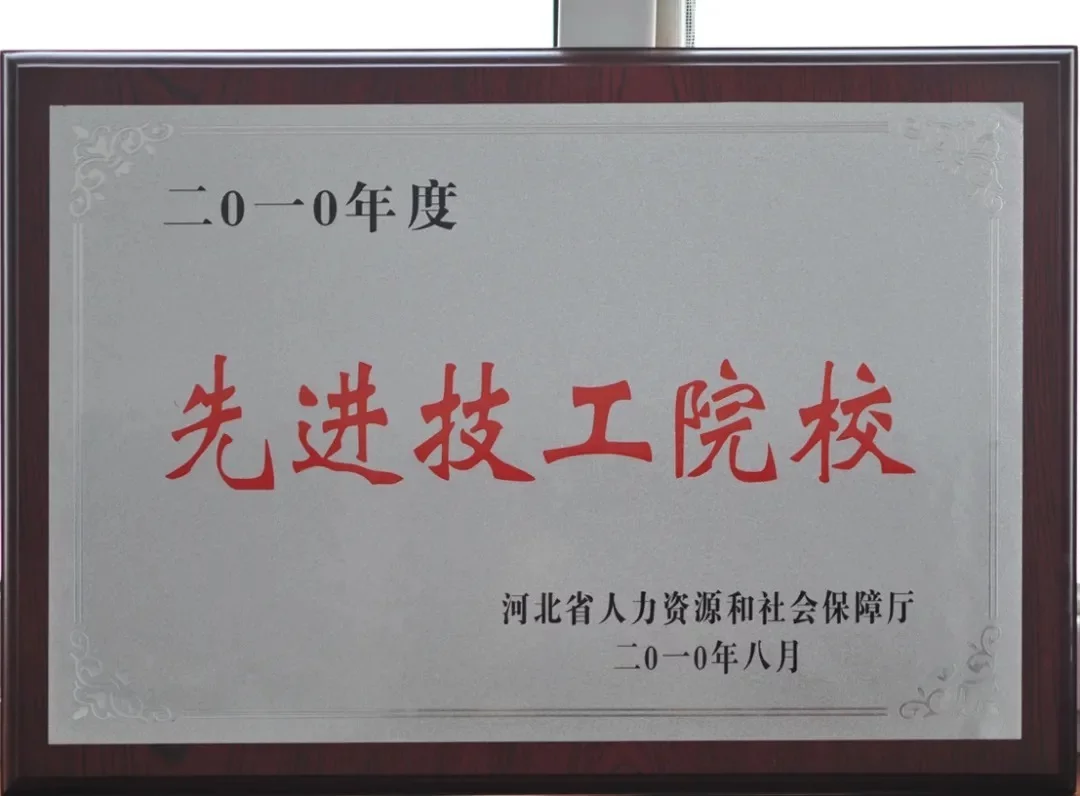 二0一0年度
先进技工院校
河北省人力资源和社会保障厅
二0一0年八月